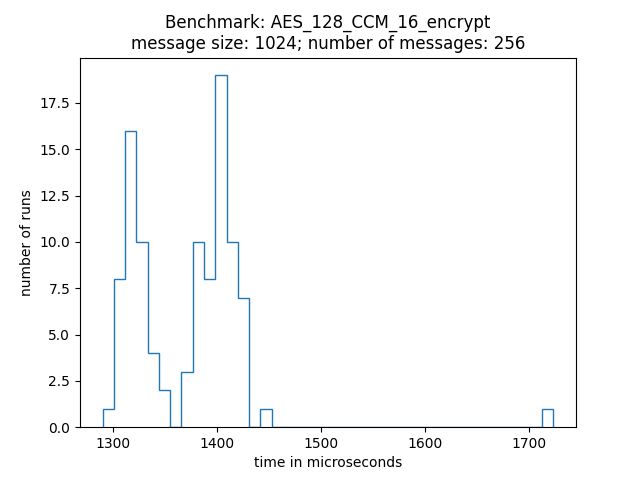 Benchmark: AES_128_CCM_16_encrypt
message size: 1024; number of messages: 256
17.5
15.0
12.5
10.0
7.5
5.0
2.5
0.0
number of runs
1300 1400 1500 1600 1700
time in microseconds